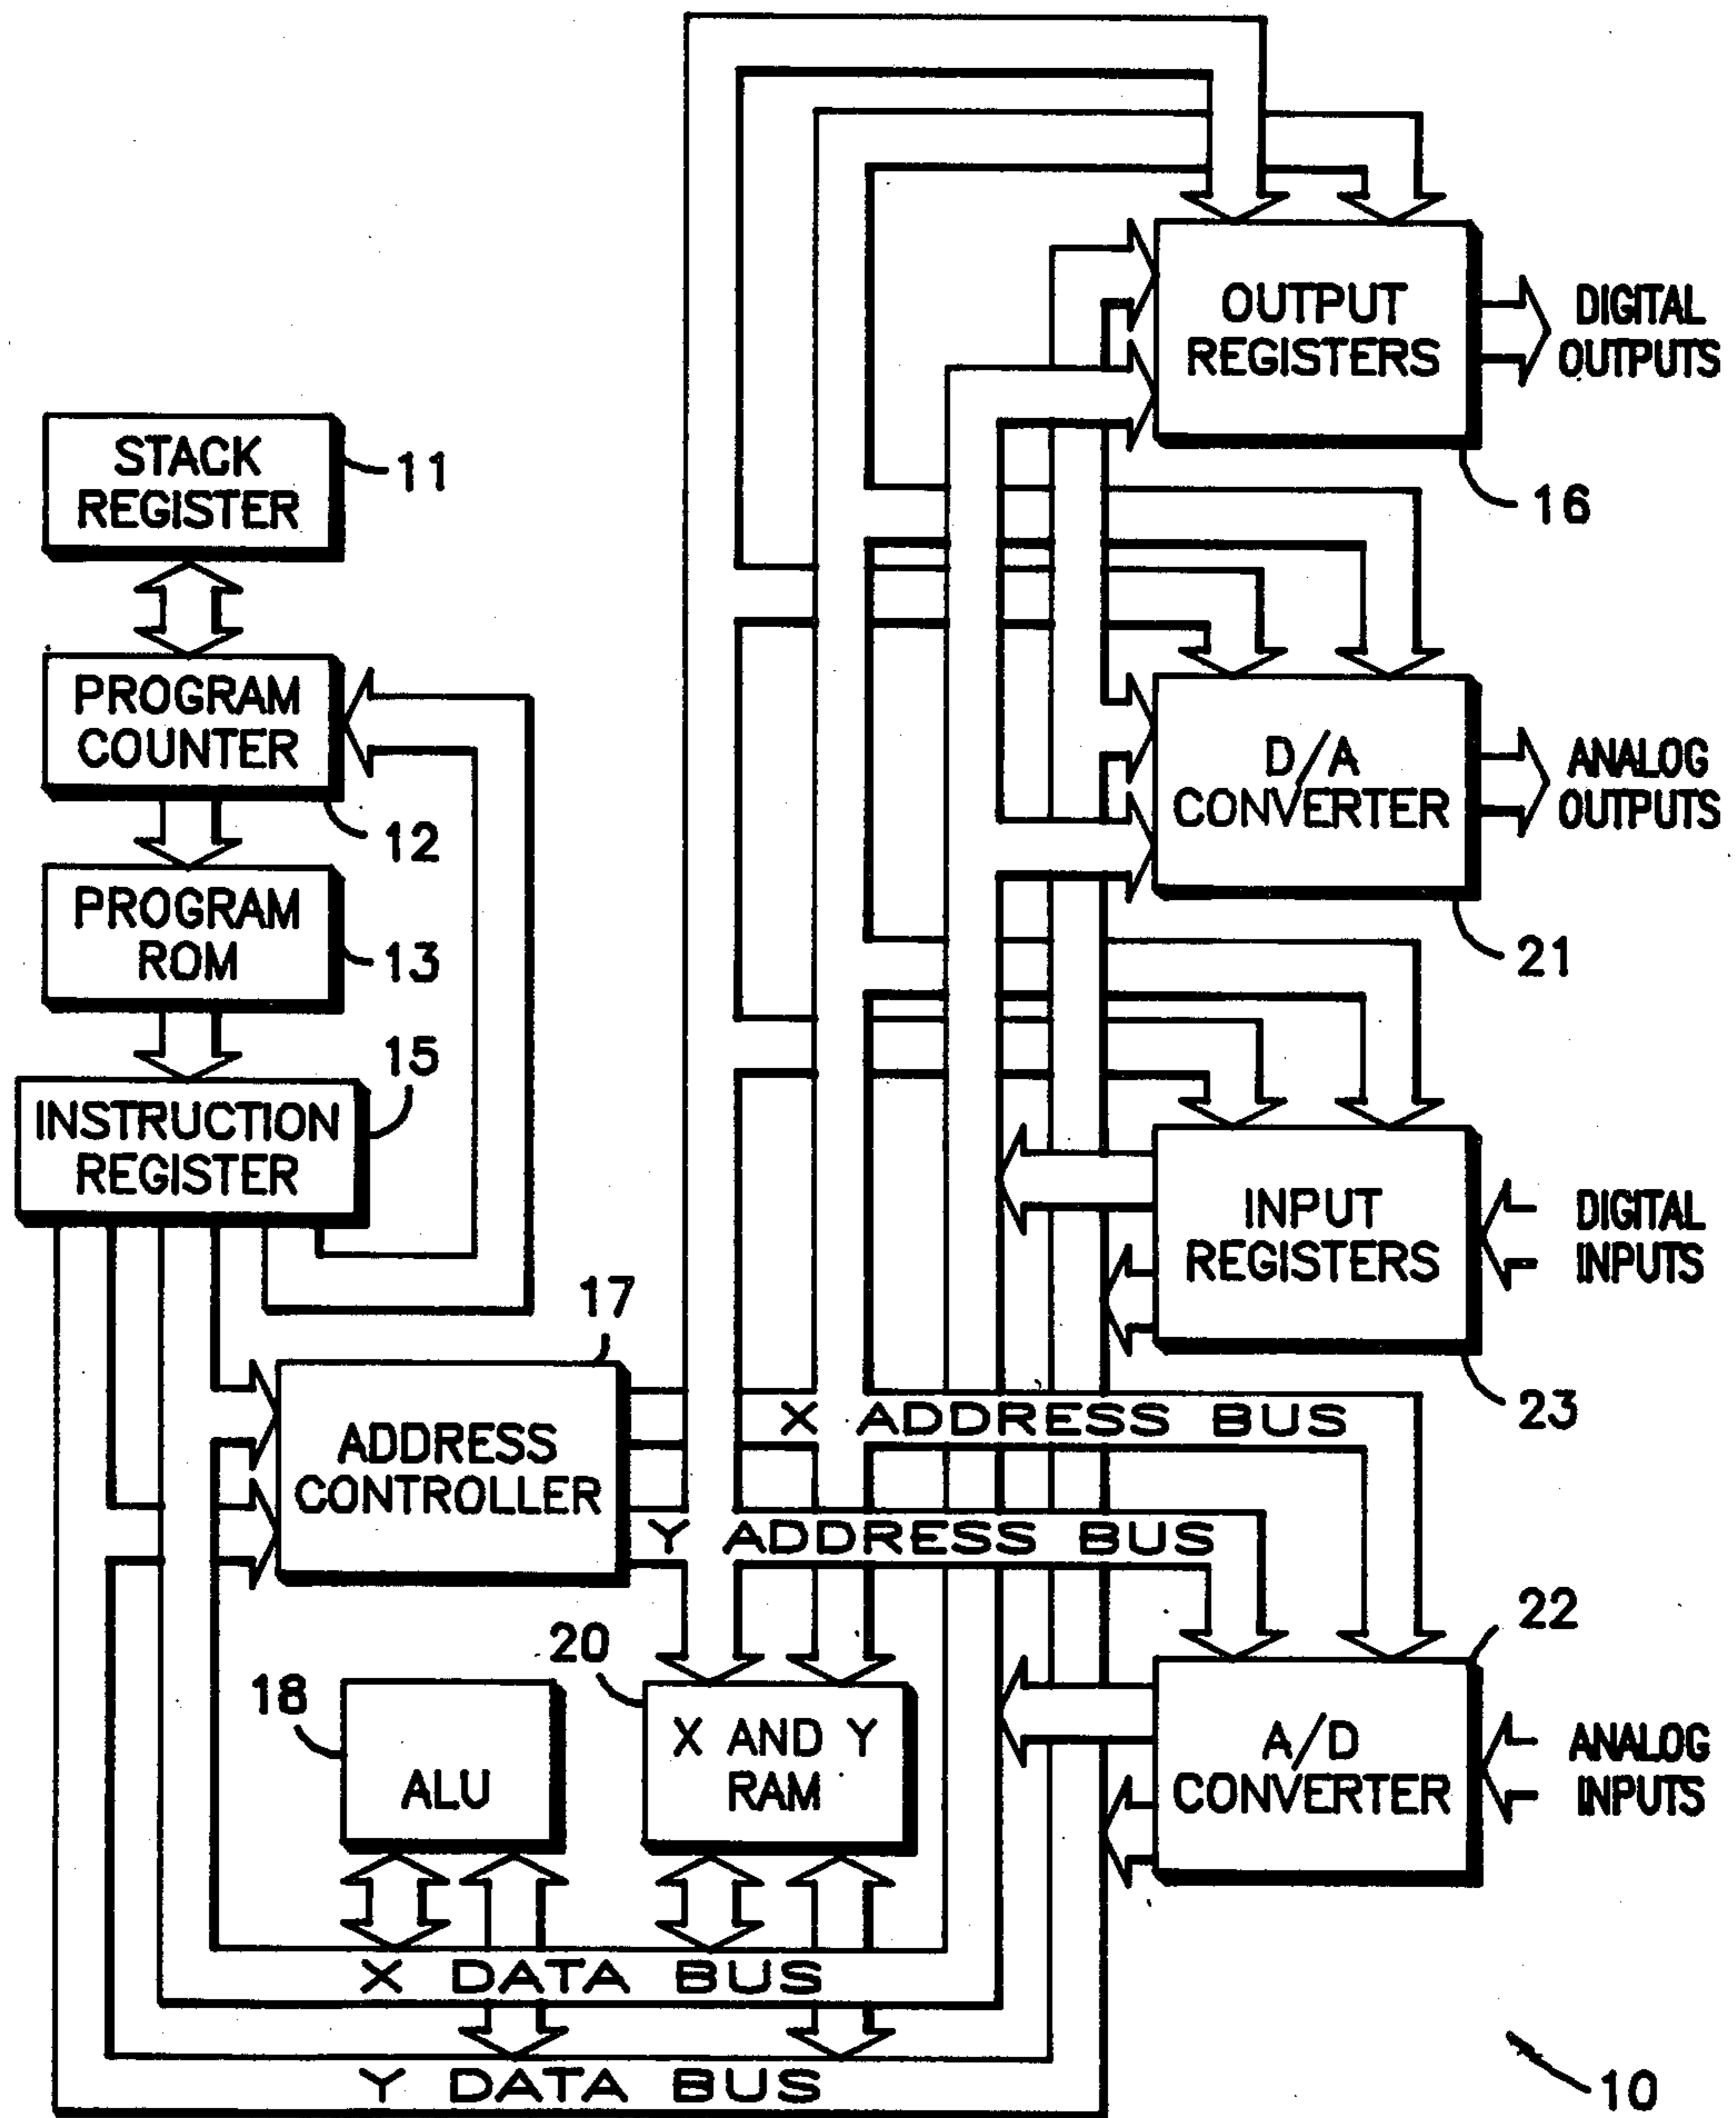 OUTPUT
REGISTERS
DIGITAL
OUTPUTS
16
STACK
REGISTER
11
PROGRAM
COUNTER
12
D/A
CONVERTER
ANALOG
OUTPUTS
21
PROGRAM
ROM
13
INSTRUCTION
REGISTER
15
INPUT
REGISTERS
DIGITAL
INPUTS
23
17
ADDRESS
CONTROLLER
X ADDRESS BUS
Y ADDRESS BUS
18
ALU
20
X AND Y
RAM
22
A/D
CONVERTER
ANALOG
INPUTS
X DATA BUS
Y DATA BUS
10